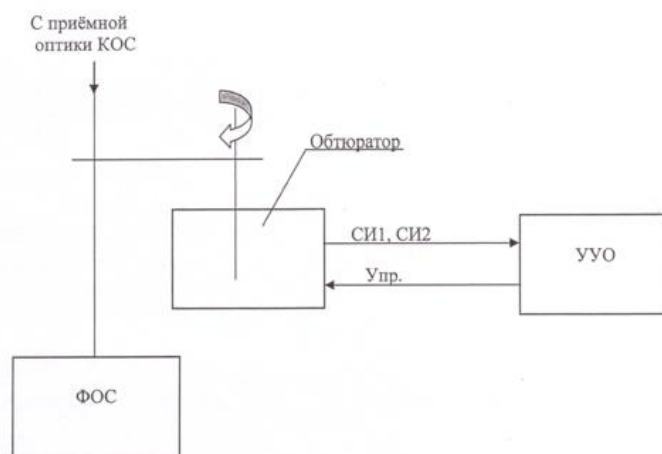 С приёмной
оптики КОС
Обтюратор
СИ1, СИ2
УУО
Упр.
ФОС